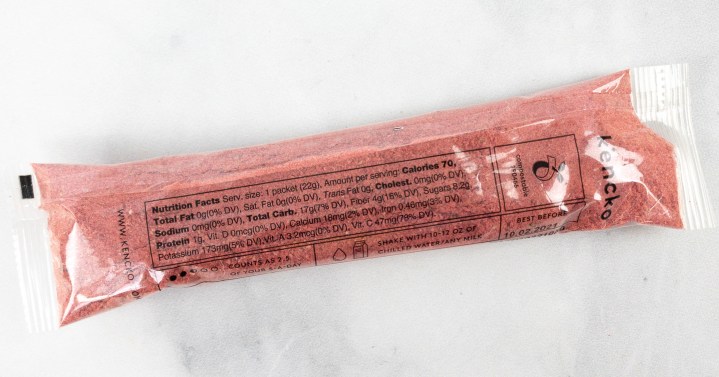 Nutrition Facts Serv. size: 1 packet (22g), Amount per serving: Calories 70,
Total Fat 0g(0% DV), Sat. Fat 0g(0% DV), Trans Fat 0g, Cholest. 0mg(0% DV),
Sodium 0mg(0% DV), Total Carb. 17g(7% DV), Fiber 4g(16% DV), Sugars 8.2g
Protein 1g, Vit. D 0mcg(0% DV), Calcium 18mg(2% DV), Iron 0.46mg(3% DV),
Potassium 173mg(5% DV), Vit. A 3.2mcg(0% DV), Vit. C 47mg(79% DV)
COUNTS AS 2.5
OF YOUR 5-A-DAY
SHAKE WITH 10-12 OZ OF
CHILLED WATER/ANY MILK
compostable
BEST BEFORE
10.02.2021
kencko
WWW.KENCKO.